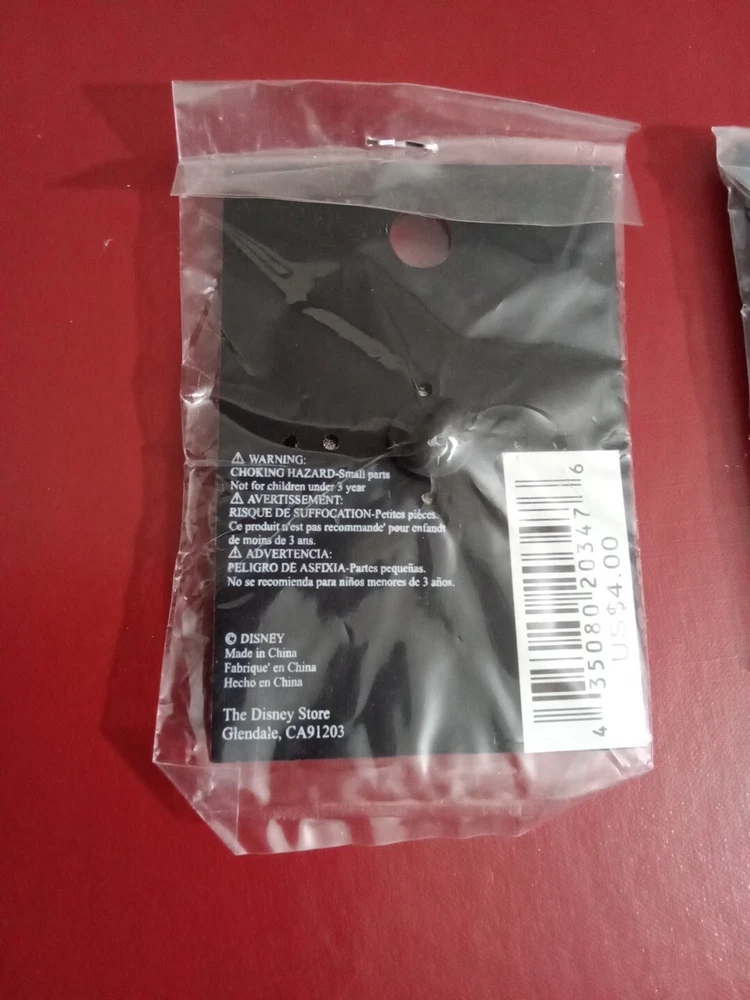 ⚠ WARNING:
CHOKING HAZARD-Small parts
Not for children under 3 year
⚠ AVERTISSEMENT:
RISQUE DE SUFFOCATION-Petites pièces.
Ce produit n'est pas recommande' pour enfandt
de moins de 3 ans.
⚠ ADVERTENCIA:
PELIGRO DE ASFIXIA-Partes pequeñas.
No se recomienda para niños menores de 3 años.
© DISNEY
Made in China
Fabrique' en China
Hecho en China
The Disney Store
Glendale, CA91203
4 35080 20347 6
US$4.00